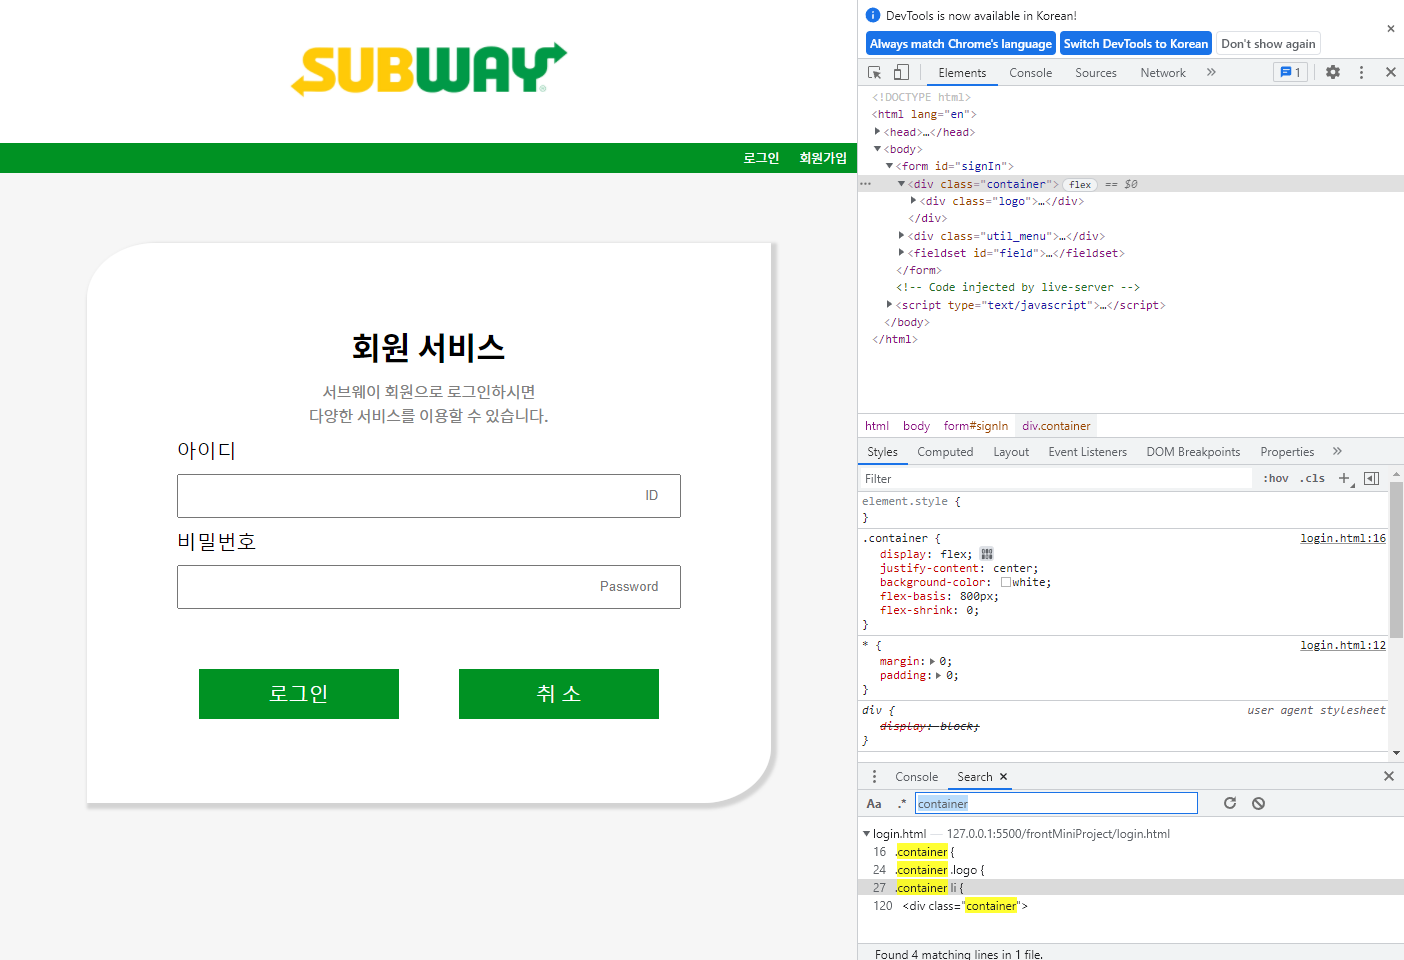 SUBWAY
로그인 회원가입
회원 서비스
서브웨이 회원으로 로그인하시면
다양한 서비스를 이용할 수 있습니다.
아이디
ID
비밀번호
Password
로그인 취 소
DevTools is now available in Korean!
Always match Chrome's language Switch DevTools to Korean Don't show again
Elements Console Sources Network 1
<!DOCTYPE html>
<html lang="en">
<head>…</head>
<body>
<form id="signIn">
<div class="container"> flex == $0
<div class="logo">…</div>
</div>
<div class="util_menu">…</div>
<fieldset id="field">…</fieldset>
</form>
<!-- Code injected by live-server -->
<script type="text/javascript">…</script>
</body>
</html>
html body form#signIn div.container
Styles Computed Layout Event Listeners DOM Breakpoints Properties
Filter :hov .cls
element.style {
}
.container { login.html:16
display: flex;
justify-content: center;
background-color: white;
flex-basis: 800px;
flex-shrink: 0;
}
* { login.html:12
margin: 0;
padding: 0;
}
div { user agent stylesheet
display: block;
}
Console Search
Aa .* container
login.html — 127.0.0.1:5500/frontMiniProject/login.html
16 .container {
24 .container .logo {
27 .container li {
120 <div class="container">
Found 4 matching lines in 1 file.